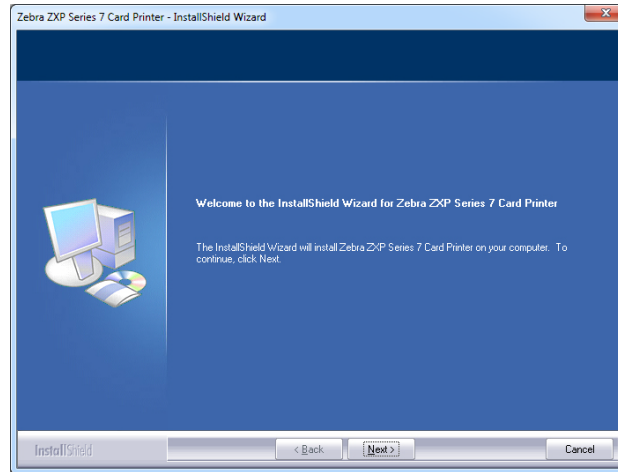 Zebra ZXP Series 7 Card Printer - InstallShield Wizard
Welcome to the InstallShield Wizard for Zebra ZXP Series 7 Card Printer
The InstallShield Wizard will install Zebra ZXP Series 7 Card Printer on your computer. To
continue, click Next.
InstallShield
< Back
Next >
Cancel